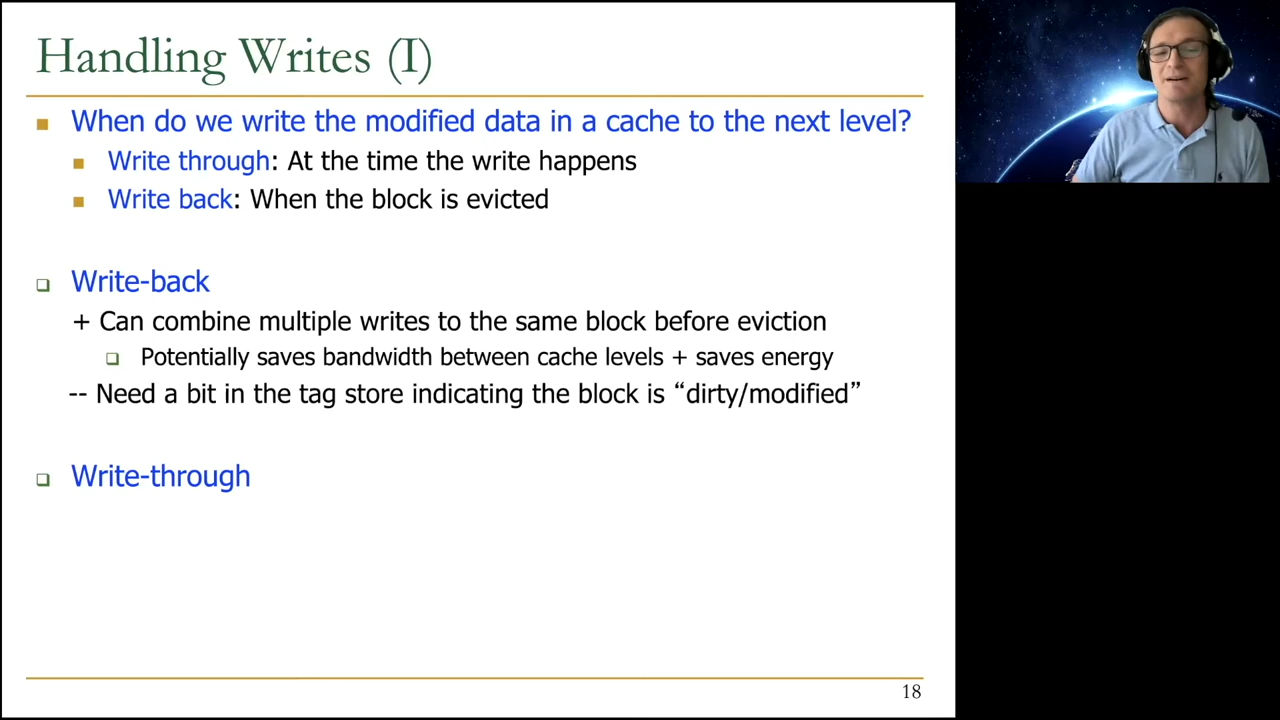 Handling Writes (I)
When do we write the modified data in a cache to the next level?
Write through: At the time the write happens
Write back: When the block is evicted
Write-back
+ Can combine multiple writes to the same block before eviction
Potentially saves bandwidth between cache levels + saves energy
-- Need a bit in the tag store indicating the block is “dirty/modified”
Write-through
18